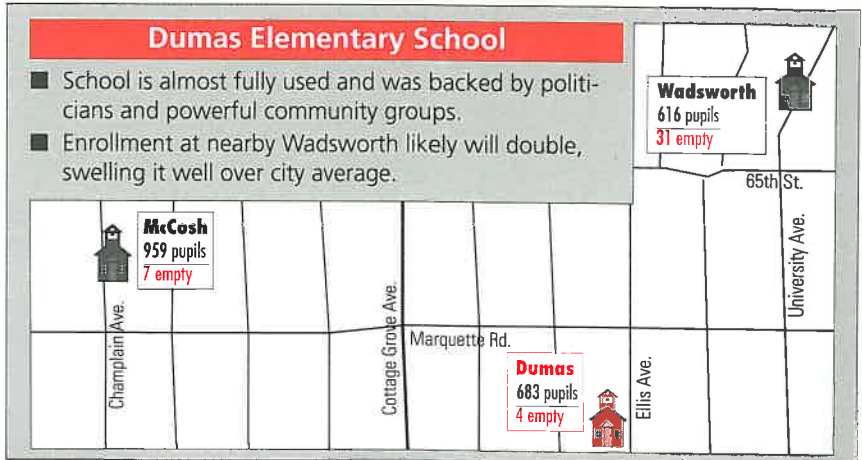 Dumas Elementary School
■ School is almost fully used and was backed by politi-
cians and powerful community groups.
■ Enrollment at nearby Wadsworth likely will double,
swelling it well over city average.
Wadsworth
616 pupils
31 empty
65th St.
University Ave.
McCosh
959 pupils
7 empty
Champlain Ave.
Cottage Grove Ave.
Marquette Rd.
Dumas
683 pupils
4 empty
Ellis Ave.